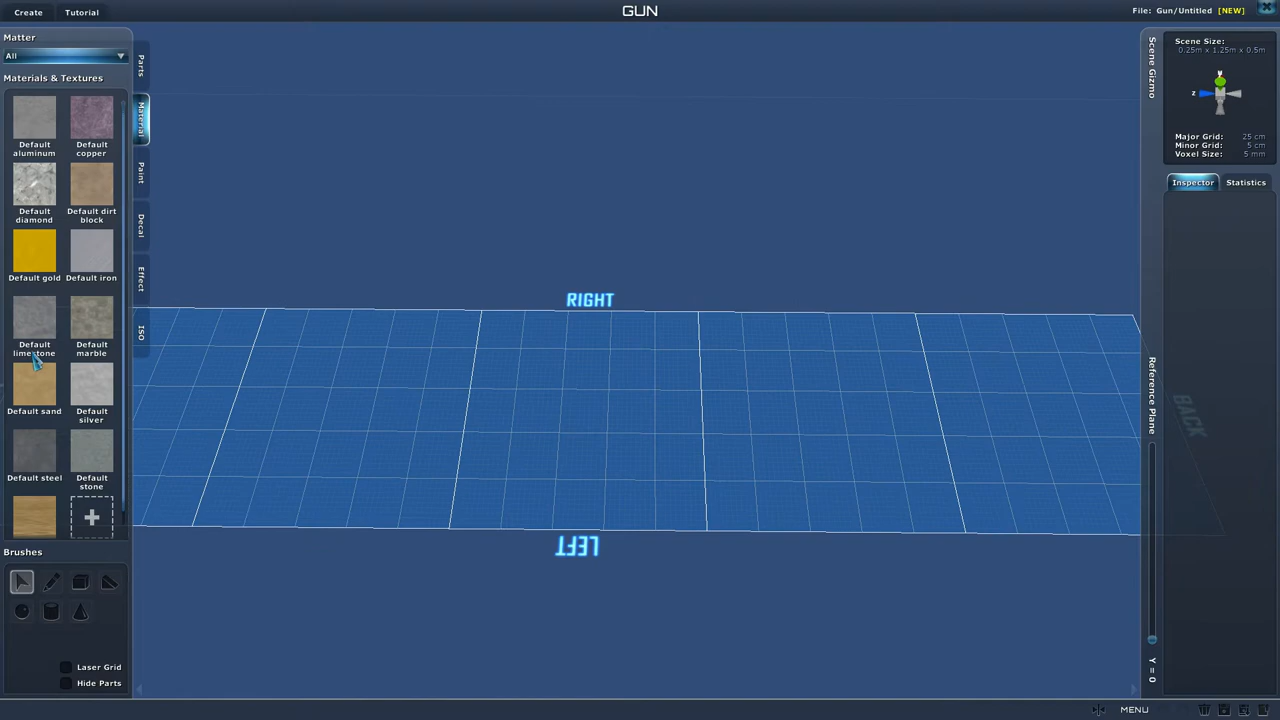 Create
Tutorial
GUN
File: Gun/Untitled [NEW]
Matter
All
Materials & Textures
Default aluminum
Default copper
Default diamond
Default dirt block
Default gold
Default iron
Default limestone
Default marble
Default sand
Default silver
Default steel
Default stone
Brushes
Laser Grid
Hide Parts
Parts
Material
Paint
Decal
Effect
ISO
RIGHT
LEFT
BACK
Scene Gizmo
Scene Size:
0.25m x 1.25m x 0.5m
Y
Z
Major Grid: 25 cm
Minor Grid: 5 cm
Voxel Size: 5 mm
Inspector
Statistics
Reference Plane
Y = 0
MENU